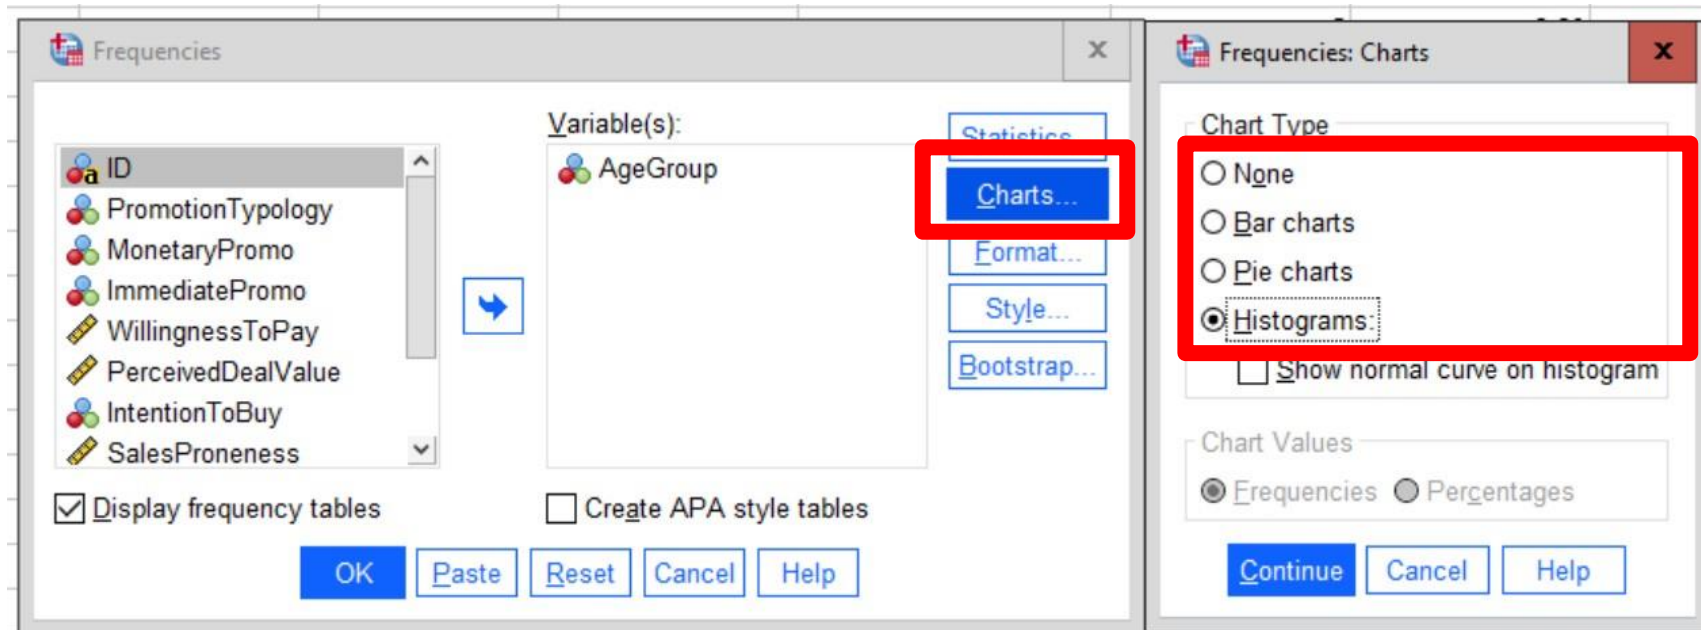 Frequencies
Variable(s):
ID
PromotionTypology
MonetaryPromo
ImmediatePromo
WillingnessToPay
PerceivedDealValue
IntentionToBuy
SalesProneness
AgeGroup
Statistics...
Charts...
Format...
Style...
Bootstrap...
Display frequency tables
Create APA style tables
OK Paste Reset Cancel Help
Frequencies: Charts
Chart Type
None
Bar charts
Pie charts
Histograms:
Show normal curve on histogram
Chart Values
Frequencies Percentages
Continue Cancel Help